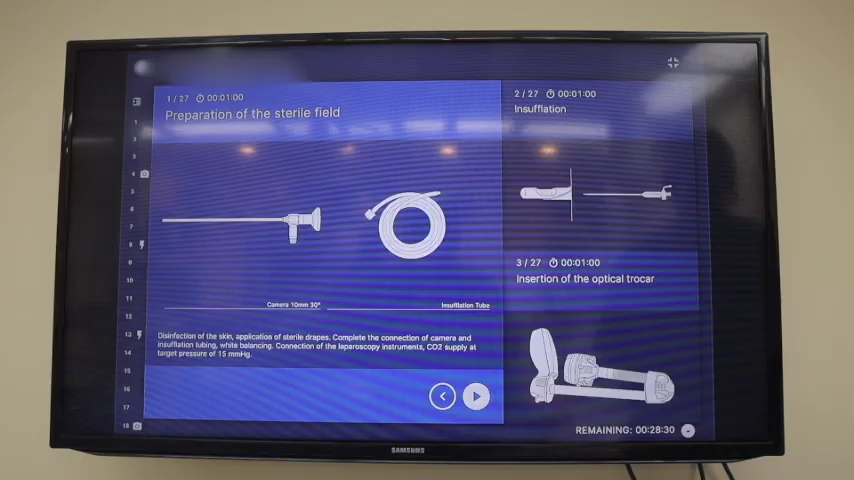 1 / 27 00:01:00
Preparation of the sterile field
Camera 10mm 30°
Insufflation Tube
Disinfection of the skin, application of sterile drapes. Complete the connection of camera and
insufflation tubing, white balancing. Connection of the laparoscopy instruments, CO2 supply at
target pressure of 15 mmHg.
2 / 27 00:01:00
Insufflation
3 / 27 00:01:00
Insertion of the optical trocar
REMAINING: 00:28:30
1
2
3
4
5
6
7
8
9
10
11
12
13
14
15
16
17
18
SAMSUNG